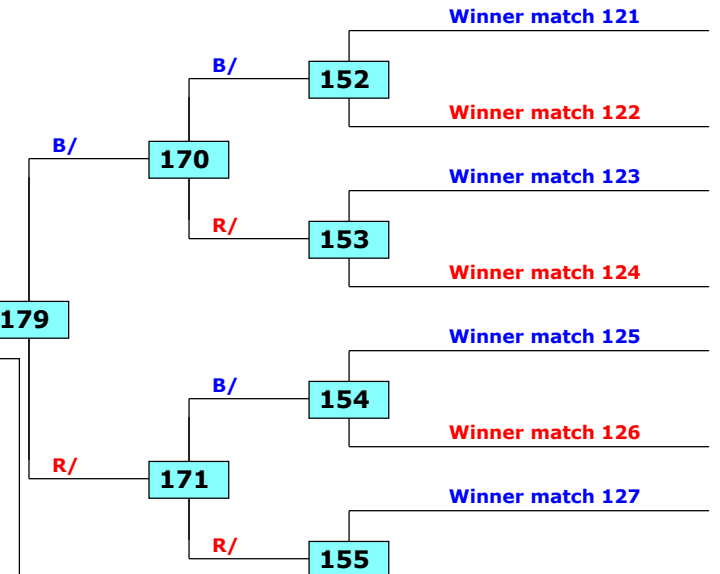 Winner match 121
B/
152
Winner match 122
B/
170
Winner match 123
R/
153
Winner match 124
179
Winner match 125
B/
154
Winner match 126
R/
171
Winner match 127
R/
155